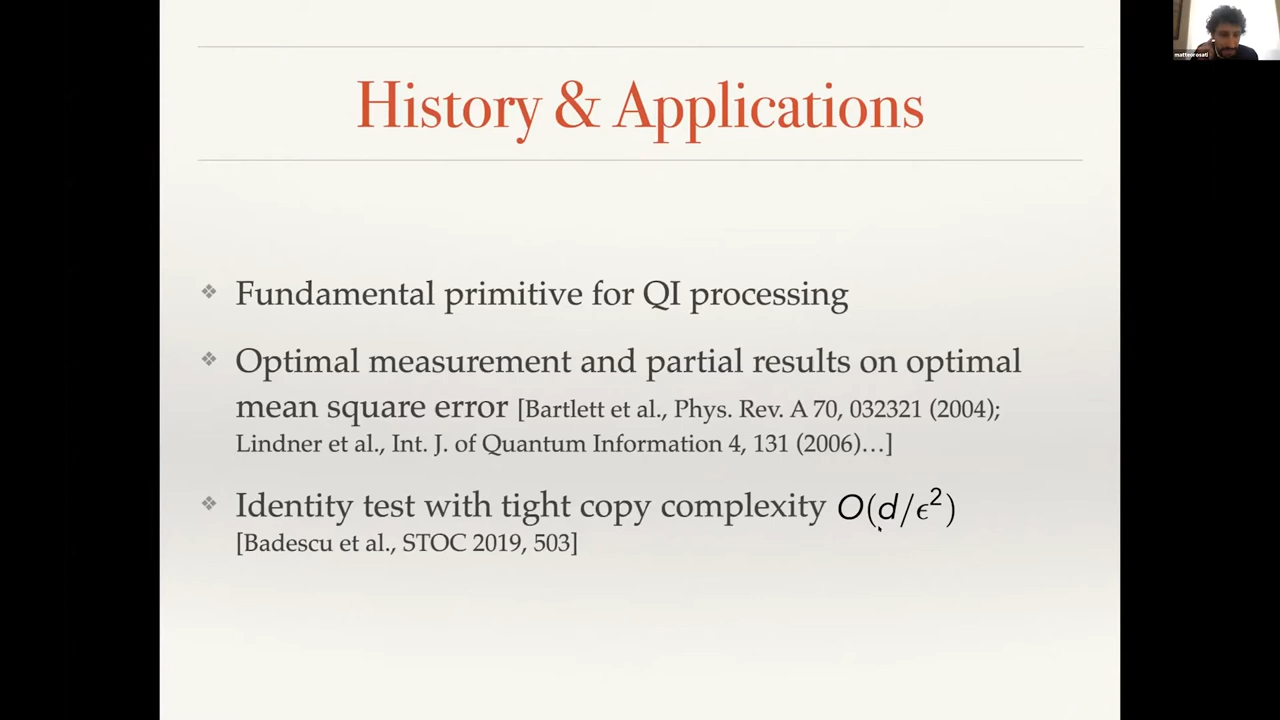 matteorosati
History & Applications
❖ Fundamental primitive for QI processing
❖ Optimal measurement and partial results on optimal
mean square error [Bartlett et al., Phys. Rev. A 70, 032321 (2004);
Lindner et al., Int. J. of Quantum Information 4, 131 (2006)…]
❖ Identity test with tight copy complexity O(d/ϵ²)
[Badescu et al., STOC 2019, 503]